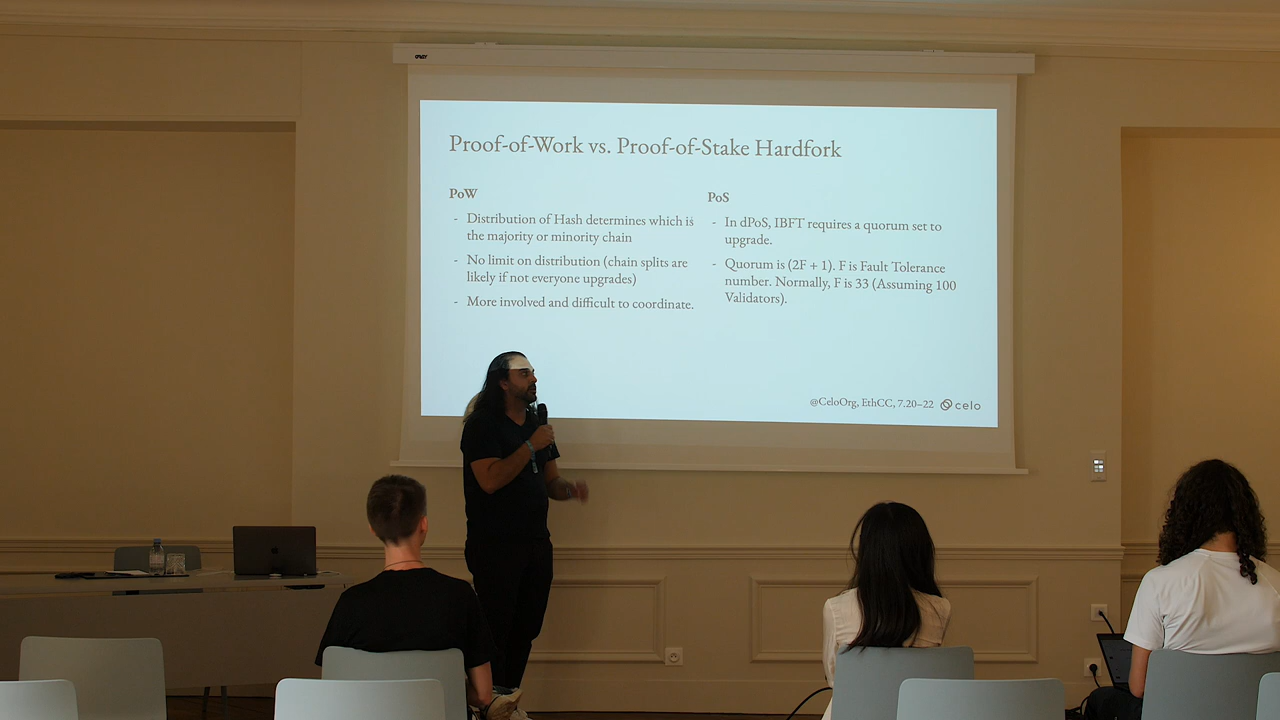 Proof-of-Work vs. Proof-of-Stake Hardfork
PoW
- Distribution of Hash determines which is
the majority or minority chain
- No limit on distribution (chain splits are
likely if not everyone upgrades)
- More involved and difficult to coordinate.
PoS
- In dPoS, IBFT requires a quorum set to
upgrade.
- Quorum is (2F + 1). F is Fault Tolerance
number. Normally, F is 33 (Assuming 100
Validators).
@CeloOrg, EthCC, 7.20–22 celo